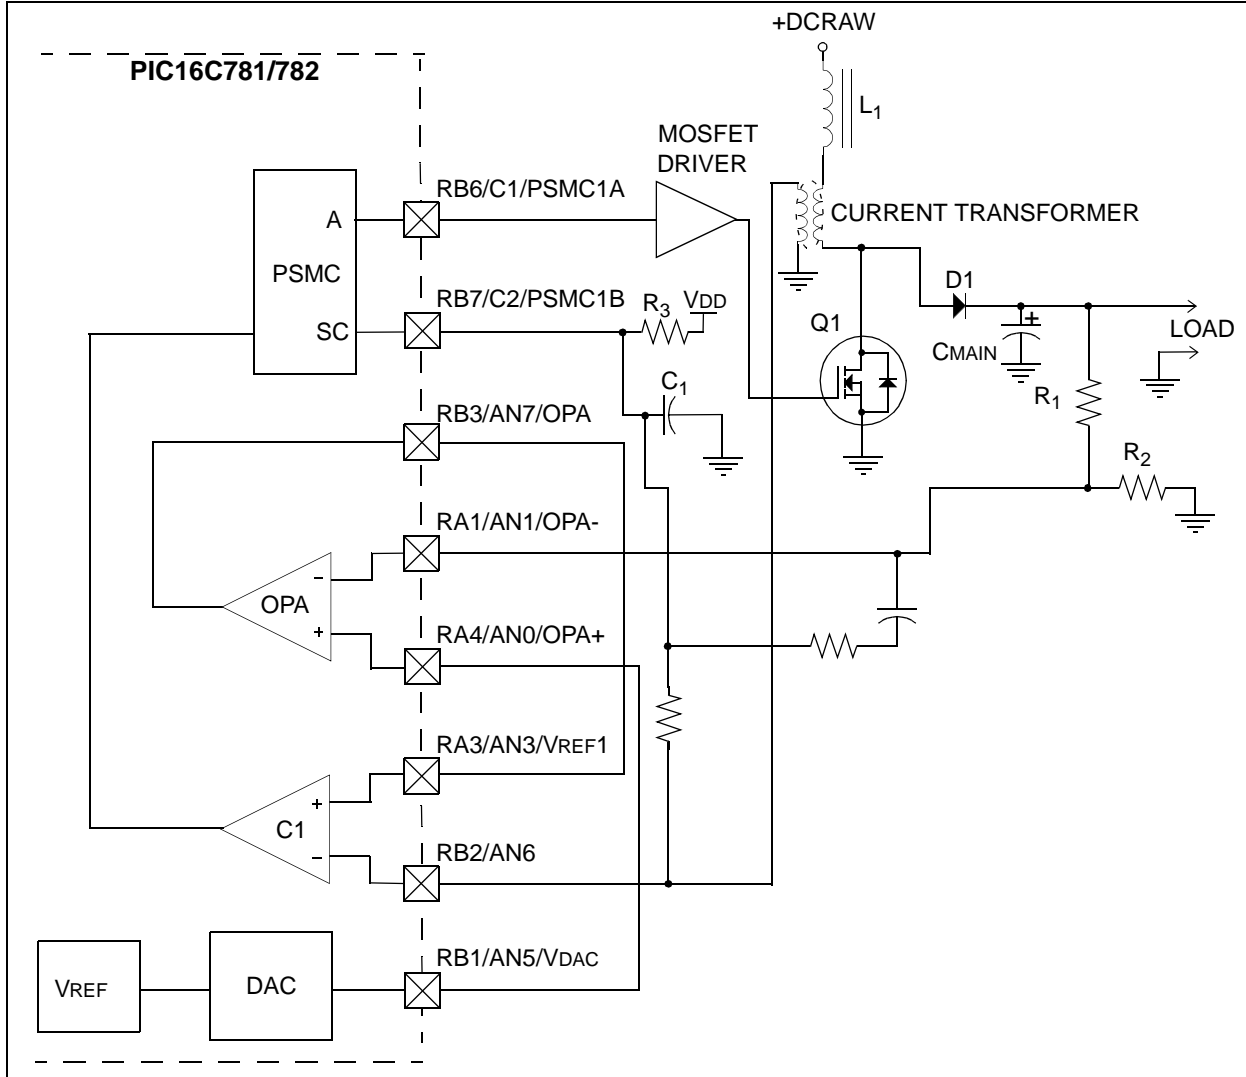 +DCRAW
PIC16C781/782
L1
MOSFET
DRIVER
RB6/C1/PSMC1A
A
CURRENT TRANSFORMER
PSMC
RB7/C2/PSMC1B
R3
VDD
D1
SC
Q1
+
LOAD
CMAIN
C1
R1
RB3/AN7/OPA
R2
RA1/AN1/OPA-
−
OPA
+
RA4/AN0/OPA+
RA3/AN3/VREF1
+
C1
−
RB2/AN6
RB1/AN5/VDAC
VREF
DAC